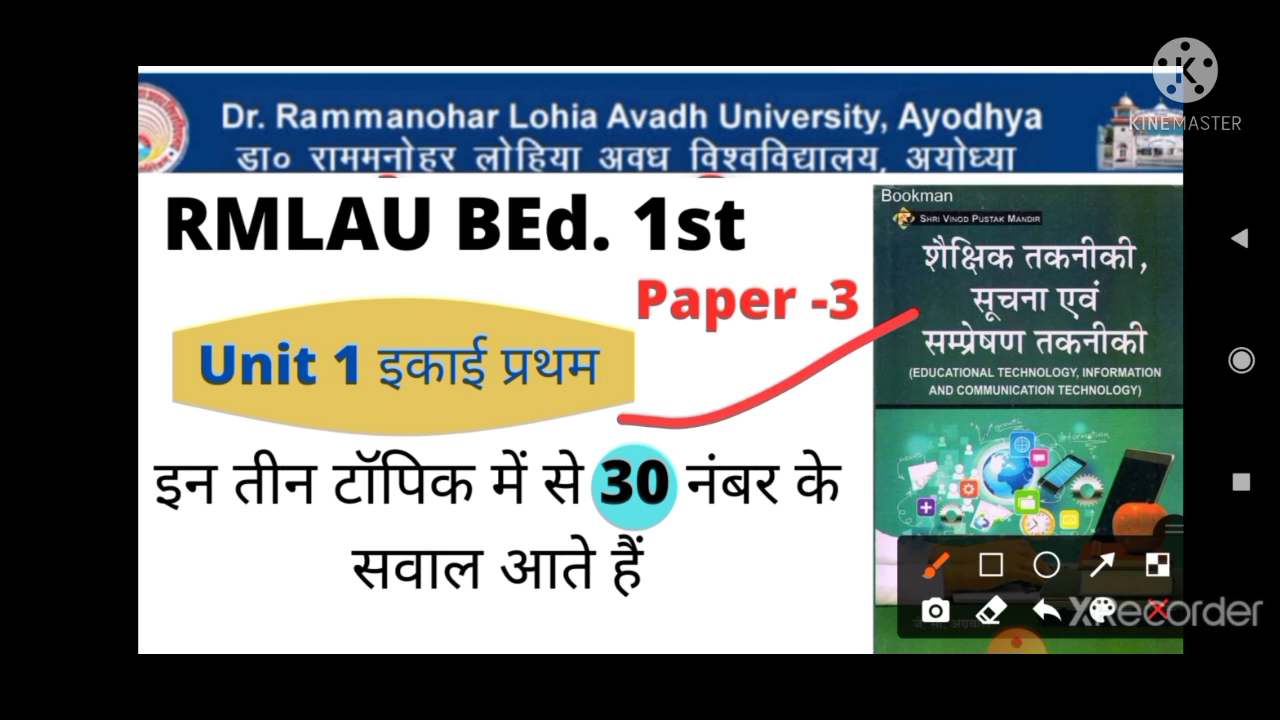 KINEMASTER
Dr. Rammanohar Lohia Avadh University, Ayodhya
डा० राममनोहर लोहिया अवध विश्वविद्यालय, अयोध्या
RMLAU BEd. 1st
Paper -3
Unit 1 इकाई प्रथम
इन तीन टॉपिक में से 30 नंबर के
सवाल आते हैं
Bookman
SHRI VINOD PUSTAK MANDIR
शैक्षिक तकनीकी,
सूचना एवं
सम्प्रेषण तकनीकी
(EDUCATIONAL TECHNOLOGY, INFORMATION
AND COMMUNICATION TECHNOLOGY)
information
XRecorder